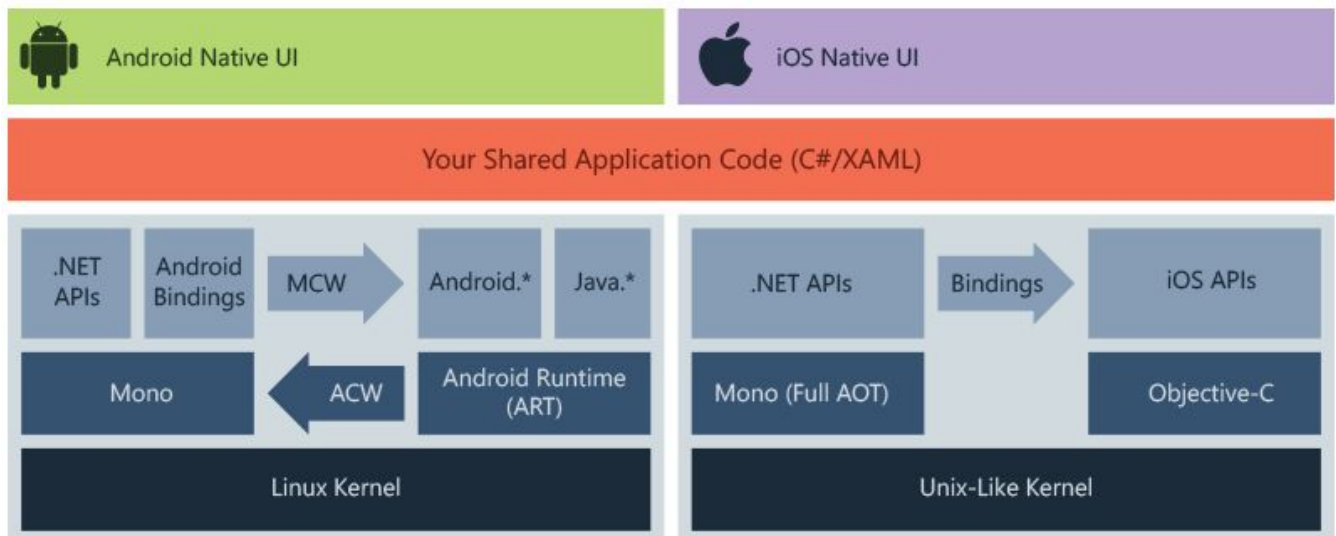 Android Native UI
iOS Native UI
Your Shared Application Code (C#/XAML)
.NET
APIs
Android
Bindings
MCW
Android.*
Java.*
.NET APIs
Bindings
iOS APIs
Mono
ACW
Android Runtime
(ART)
Mono (Full AOT)
Objective-C
Linux Kernel
Unix-Like Kernel